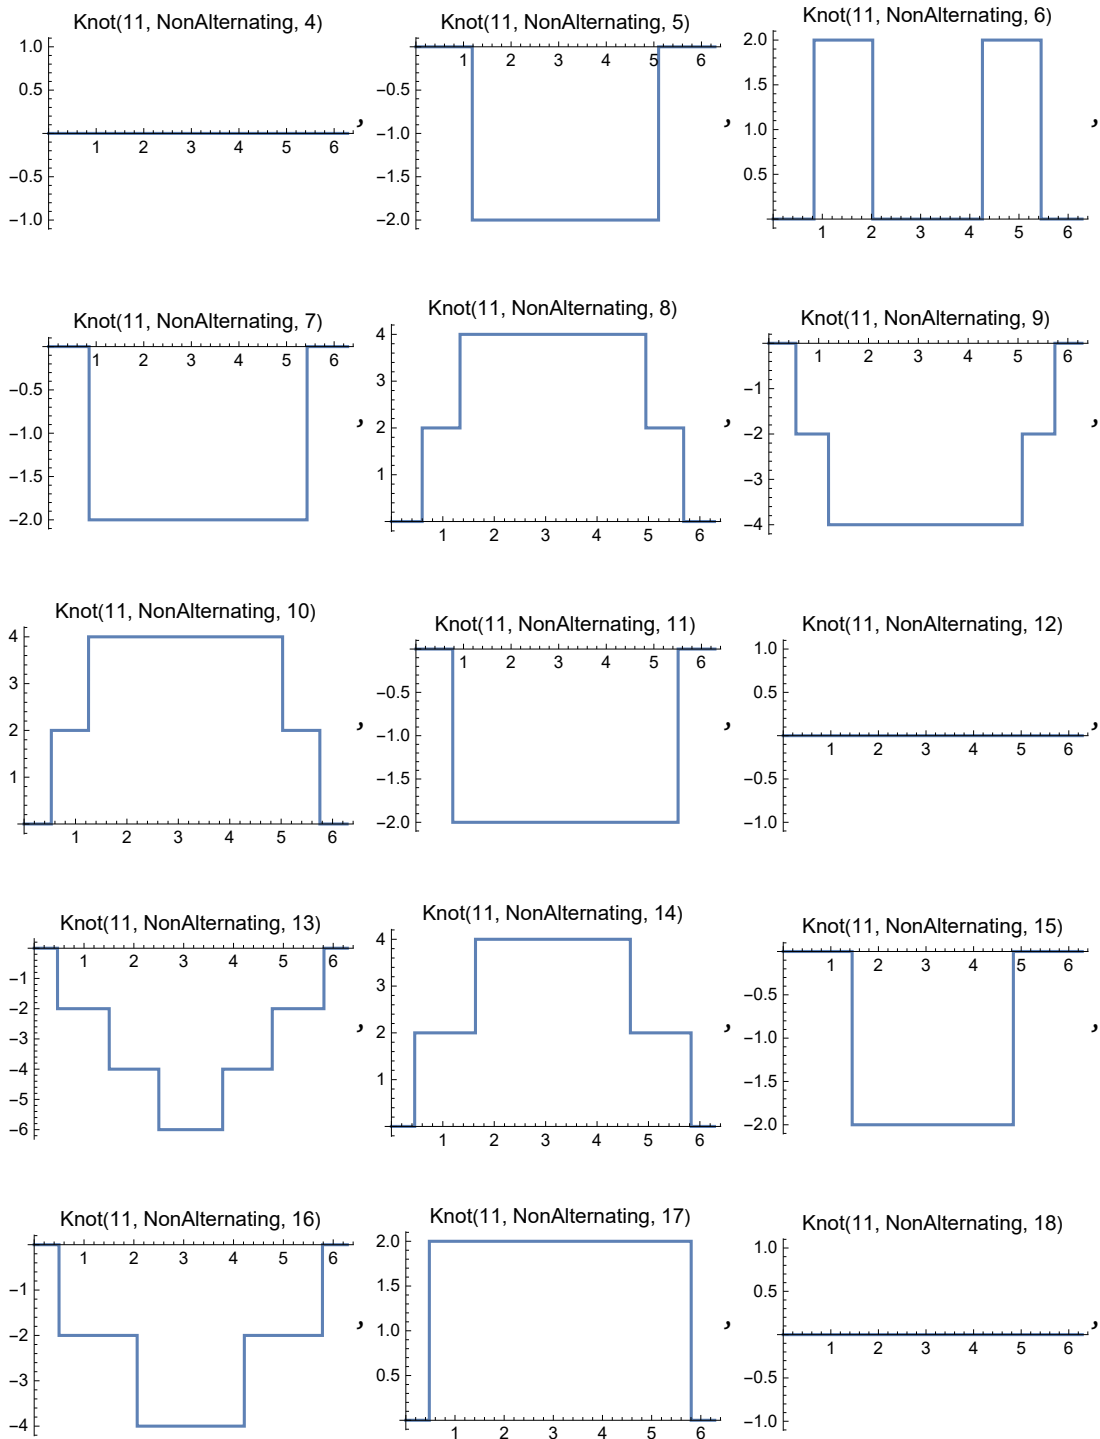 Knot(11, NonAlternating, 4)
1.0
0.5
−0.5
−1.0
1 2 3 4 5 6
,
Knot(11, NonAlternating, 5)
1 2 3 4 5 6
−0.5
−1.0
−1.5
−2.0
,
Knot(11, NonAlternating, 6)
2.0
1.5
1.0
0.5
1 2 3 4 5 6
,
Knot(11, NonAlternating, 7)
1 2 3 4 5 6
−0.5
−1.0
−1.5
−2.0
,
Knot(11, NonAlternating, 8)
4
3
2
1
1 2 3 4 5 6
,
Knot(11, NonAlternating, 9)
1 2 3 4 5 6
−1
−2
−3
−4
,
Knot(11, NonAlternating, 10)
4
3
2
1
1 2 3 4 5 6
,
Knot(11, NonAlternating, 11)
1 2 3 4 5 6
−0.5
−1.0
−1.5
−2.0
,
Knot(11, NonAlternating, 12)
1.0
0.5
−0.5
−1.0
1 2 3 4 5 6
,
Knot(11, NonAlternating, 13)
1 2 3 4 5 6
−1
−2
−3
−4
−5
−6
,
Knot(11, NonAlternating, 14)
4
3
2
1
1 2 3 4 5 6
,
Knot(11, NonAlternating, 15)
1 2 3 4 5 6
−0.5
−1.0
−1.5
−2.0
,
Knot(11, NonAlternating, 16)
1 2 3 4 5 6
−1
−2
−3
−4
,
Knot(11, NonAlternating, 17)
2.0
1.5
1.0
0.5
1 2 3 4 5 6
,
Knot(11, NonAlternating, 18)
1.0
0.5
−0.5
−1.0
1 2 3 4 5 6
,